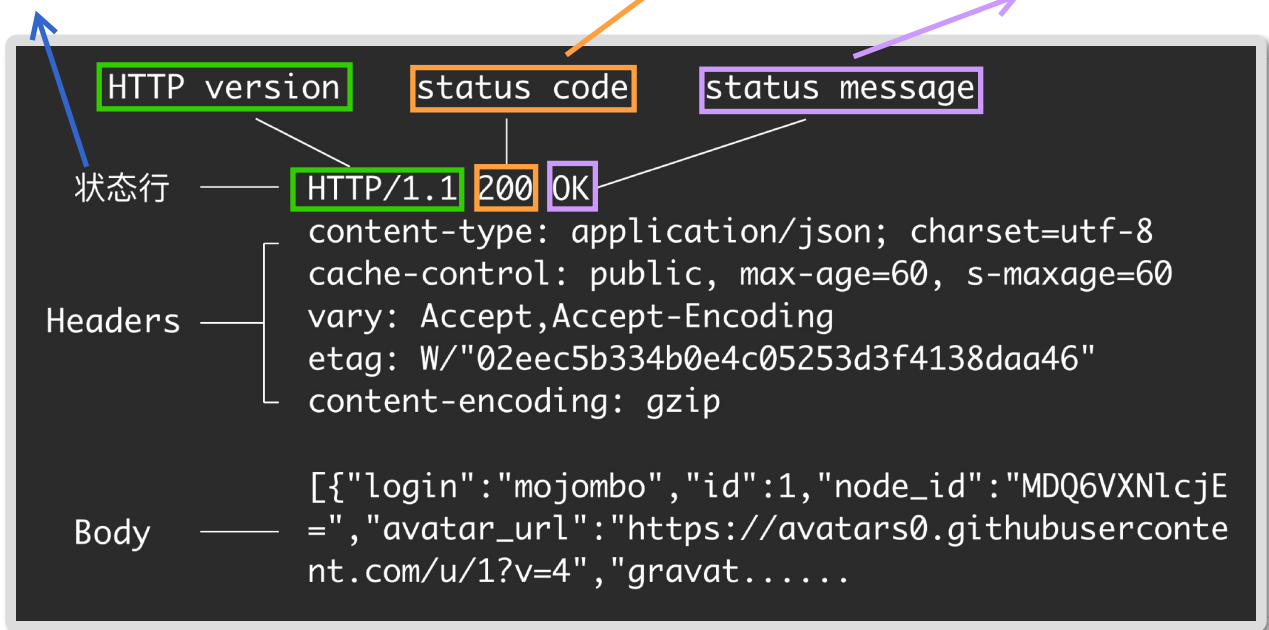 HTTP version status code status message
状态行 HTTP/1.1 200 OK
content-type: application/json; charset=utf-8
cache-control: public, max-age=60, s-maxage=60
Headers vary: Accept,Accept-Encoding
etag: W/"02eec5b334b0e4c05253d3f4138daa46"
content-encoding: gzip
[{"login":"mojombo","id":1,"node_id":"MDQ6VXNlcjE
Body =","avatar_url":"https://avatars0.githubuserconte
nt.com/u/1?v=4","gravat......